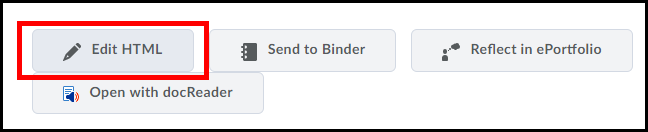 Edit HTML
Send to Binder
Reflect in ePortfolio
Open with docReader